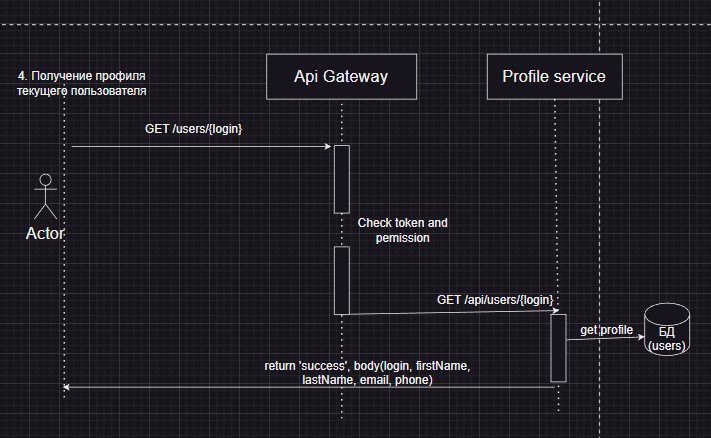 4. Получение профиля
текущего пользователя
Api Gateway
Profile service
GET /users/{login}
Actor
Check token and
pemission
GET /api/users/{login}
get profile
БД
(users)
return 'success', body(login, firstName,
lastName, email, phone)